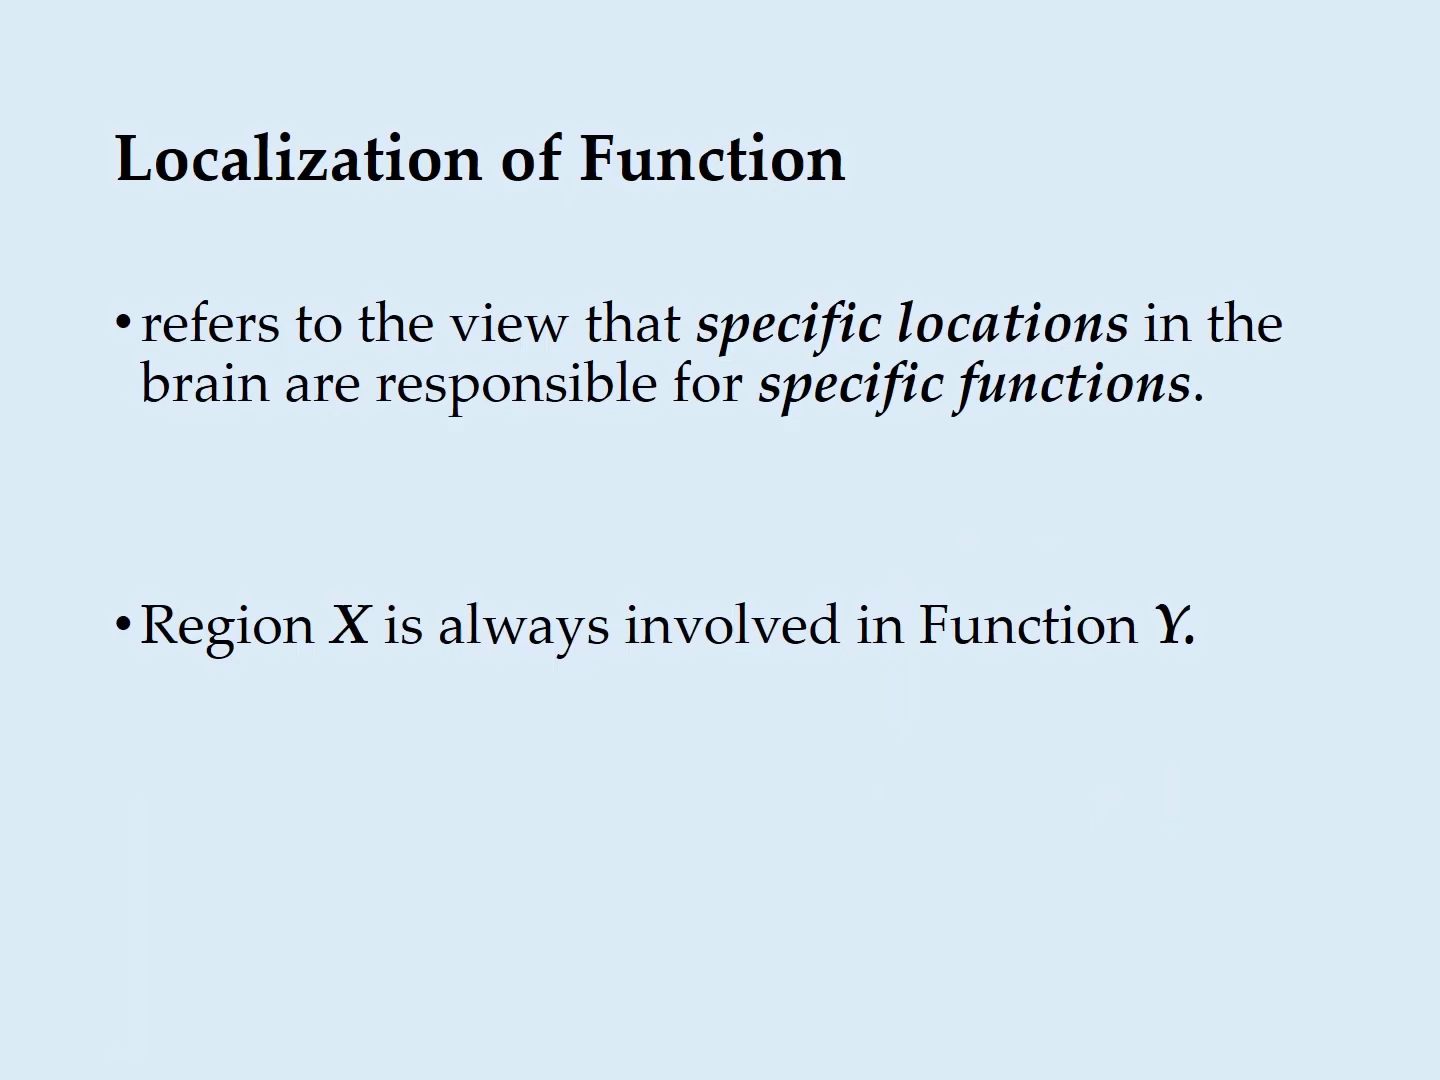 Localization of Function
• refers to the view that specific locations in the
brain are responsible for specific functions.
• Region X is always involved in Function Y.